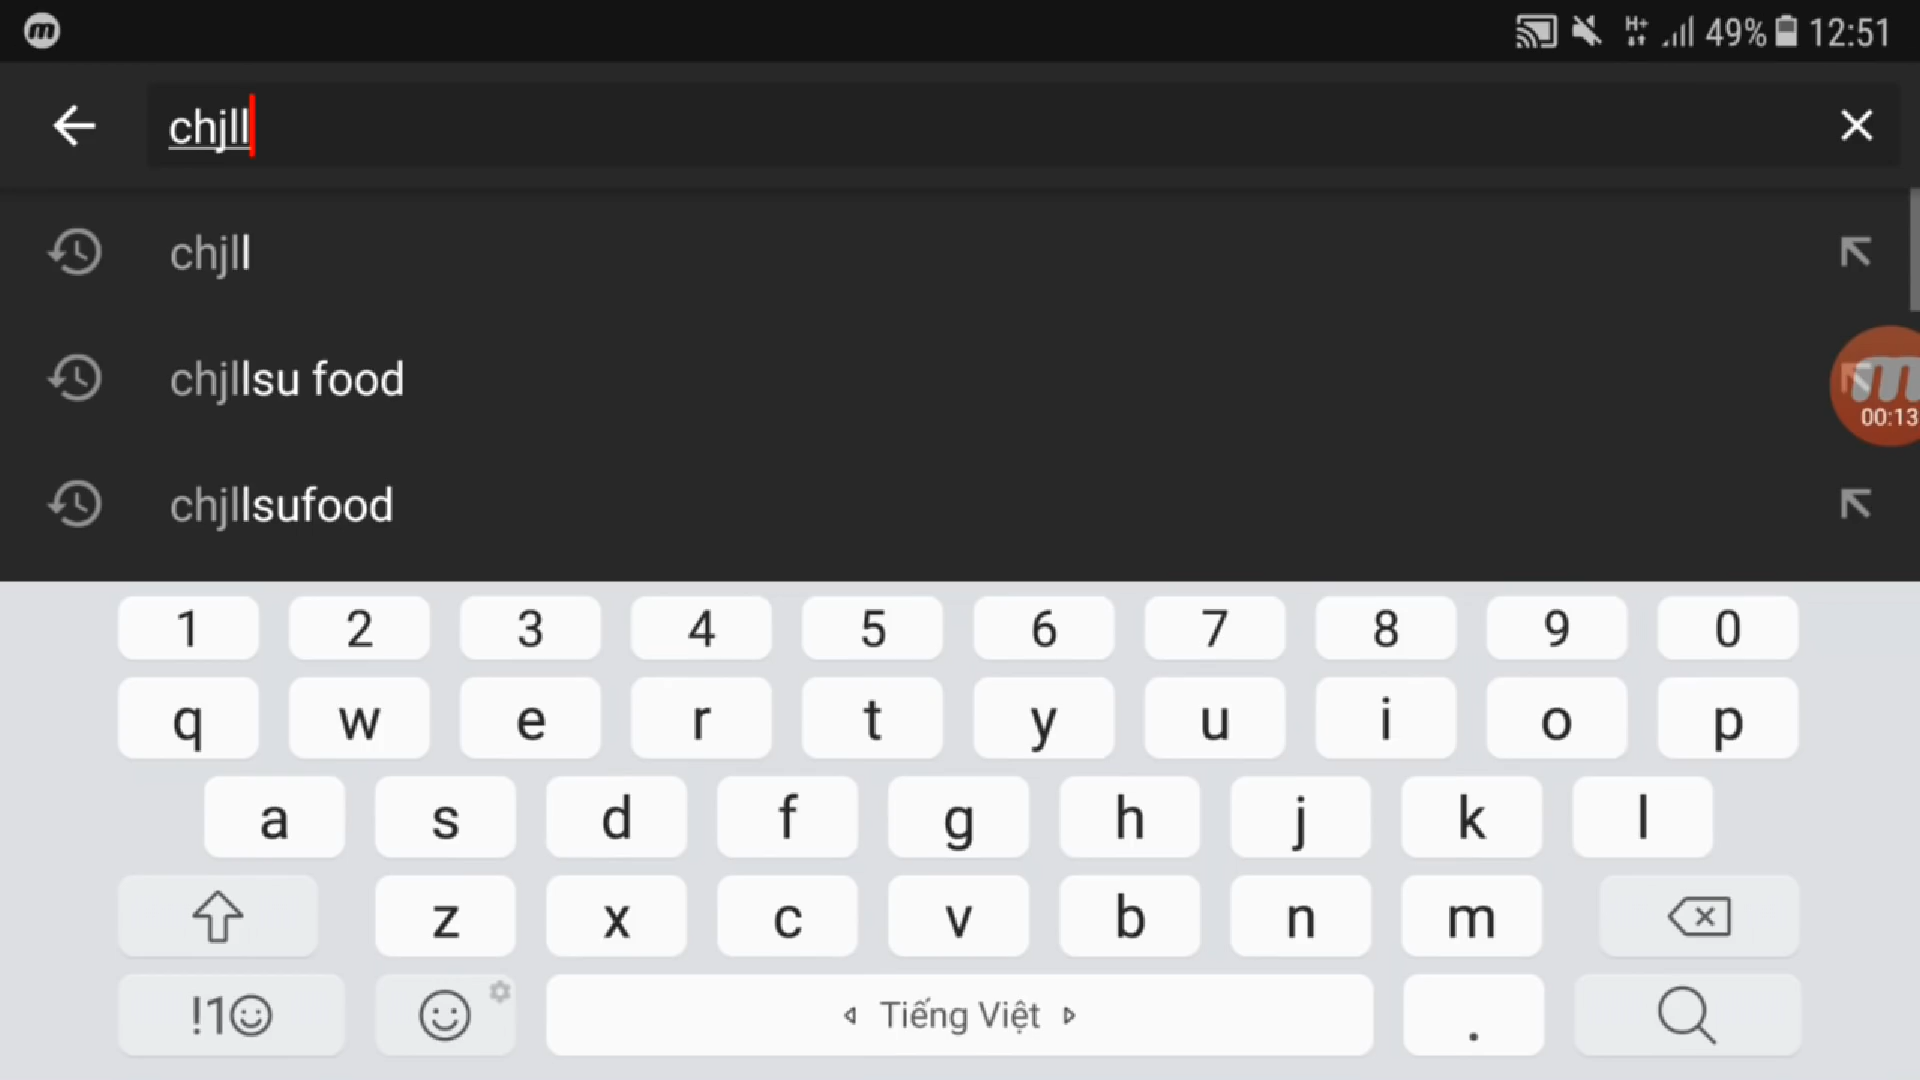 m H+ 49% 12:51
chjll
chjll
chjllsu food
m
00:13
chjllsufood
1 2 3 4 5 6 7 8 9 0
q w e r t y u i o p
a s d f g h j k l
z x c v b n m
!1☺ Tiếng Việt .